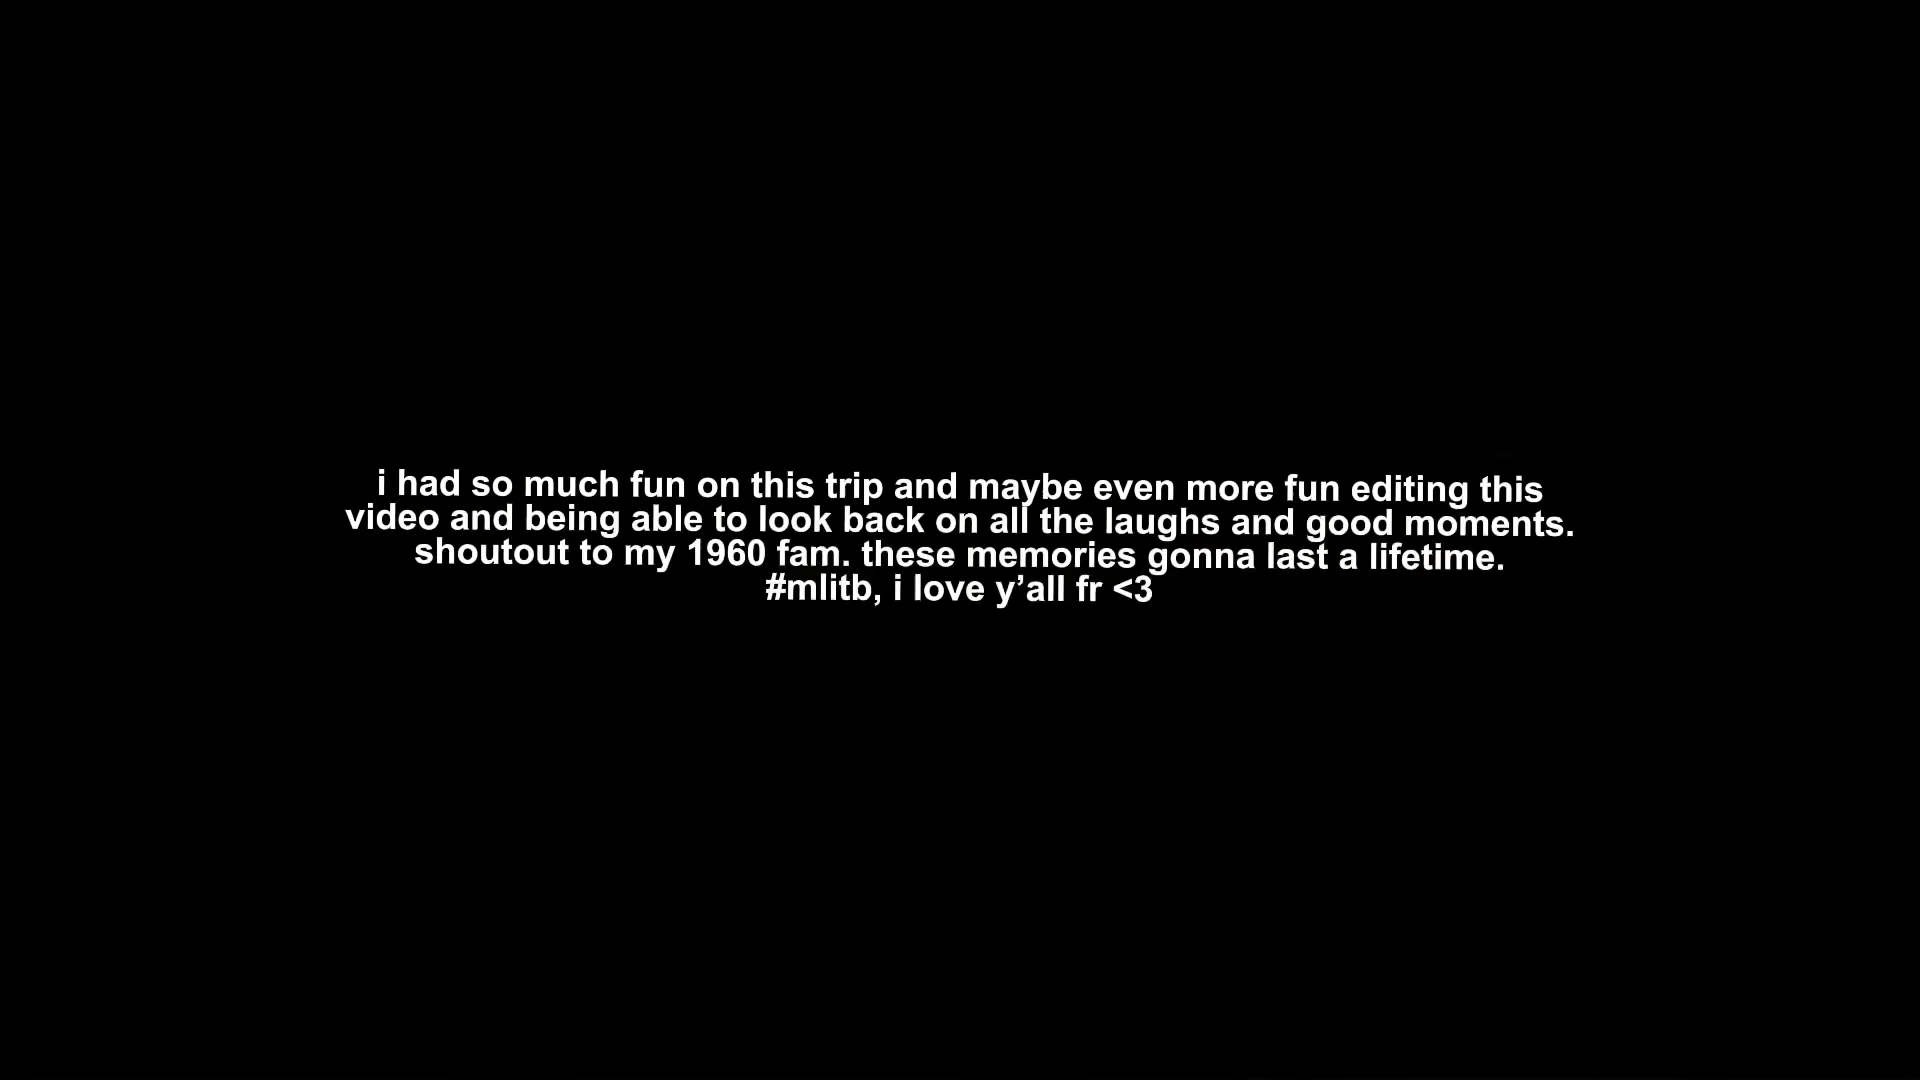 i had so much fun on this trip and maybe even more fun editing this
video and being able to look back on all the laughs and good moments.
shoutout to my 1960 fam. these memories gonna last a lifetime.
#mlitb, i love y’all fr <3